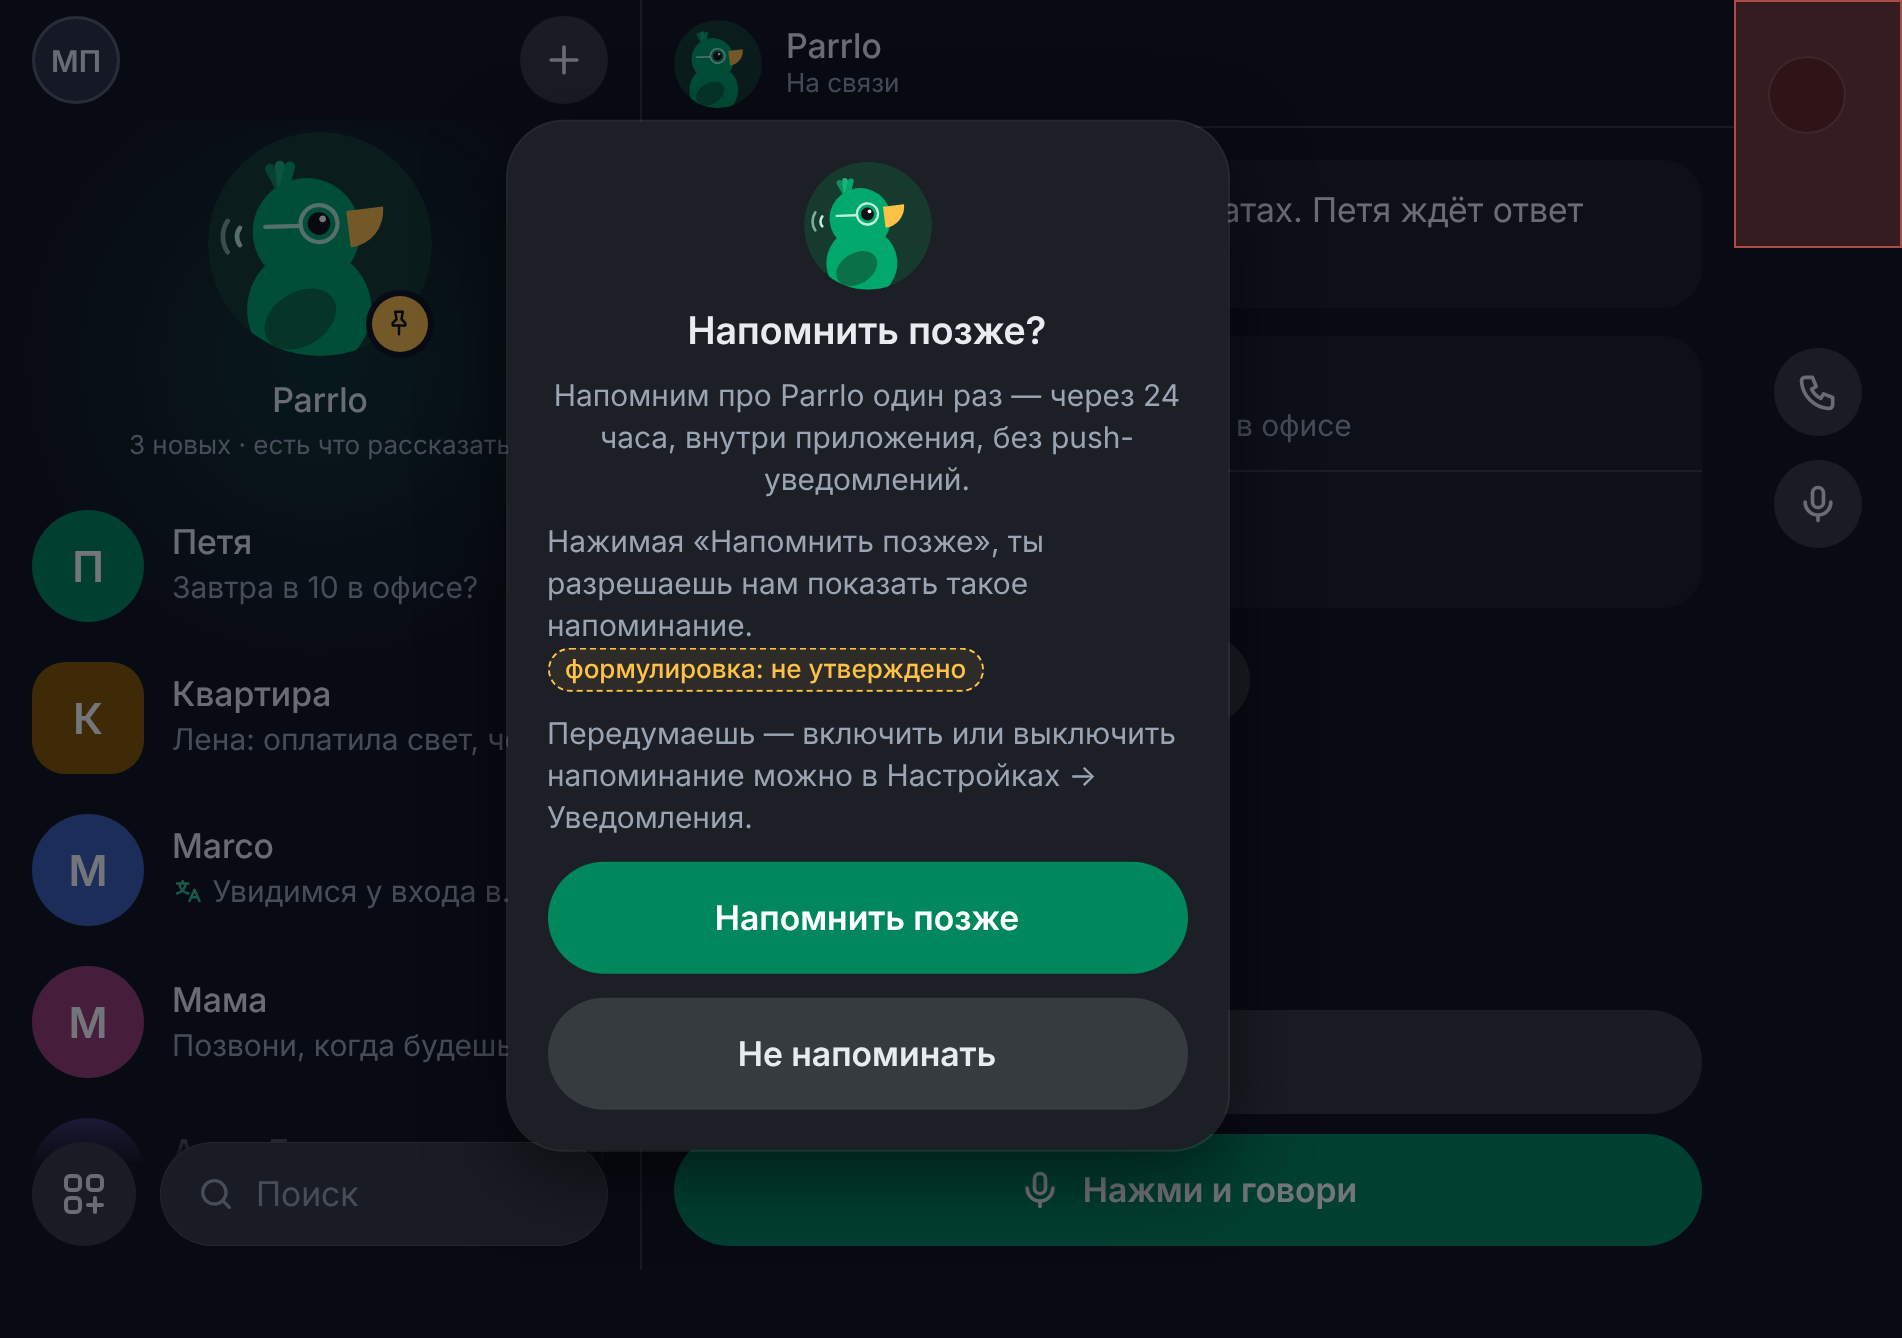 МП
Parrlo
На связи
Parrlo
3 новых · есть что рассказать
П
Петя
Завтра в 10 в офисе?
К
Квартира
Лена: оплатила свет,
М
Marco
Увидимся у входа в.
М
Мама
Позвони, когда будешь
Поиск
Напомнить позже?
Напомним про Parrlo один раз — через 24
часа, внутри приложения, без push-
уведомлений.
Нажимая «Напомнить позже», ты
разрешаешь нам показать такое
напоминание.
формулировка: не утверждено
Передумаешь — включить или выключить
напоминание можно в Настройках →
Уведомления.
Напомнить позже
Не напоминать
атах. Петя ждёт ответ
в офисе
Нажми и говори